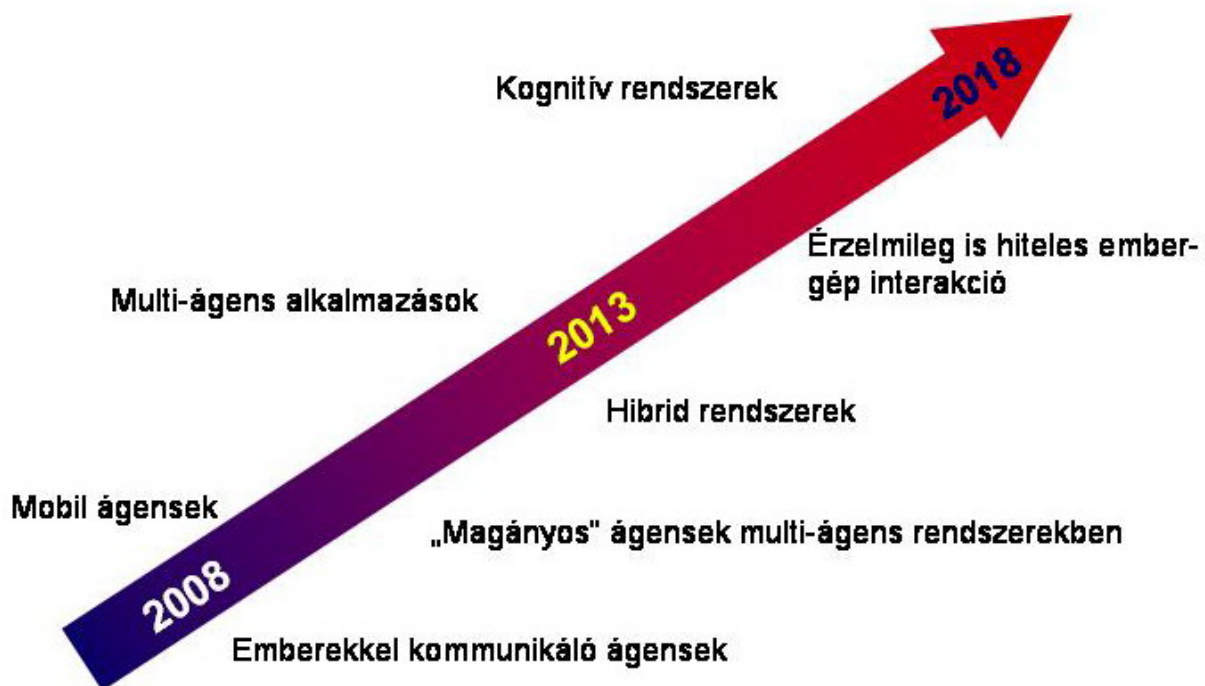 Kognitív rendszerek
2018
Érzelmileg is hiteles ember-
gép interakció
Multi-ágens alkalmazások
2013
Hibrid rendszerek
Mobil ágensek
„Magányos" ágensek multi-ágens rendszerekben
2008
Emberekkel kommunikáló ágensek